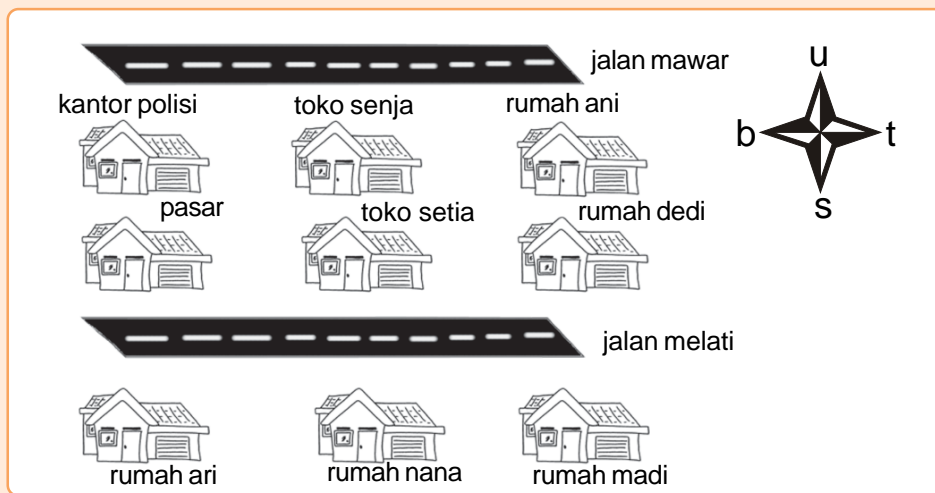 jalan mawar
u
b
t
s
kantor polisi
toko senja
rumah ani
pasar
toko setia
rumah dedi
jalan melati
rumah ari
rumah nana
rumah madi